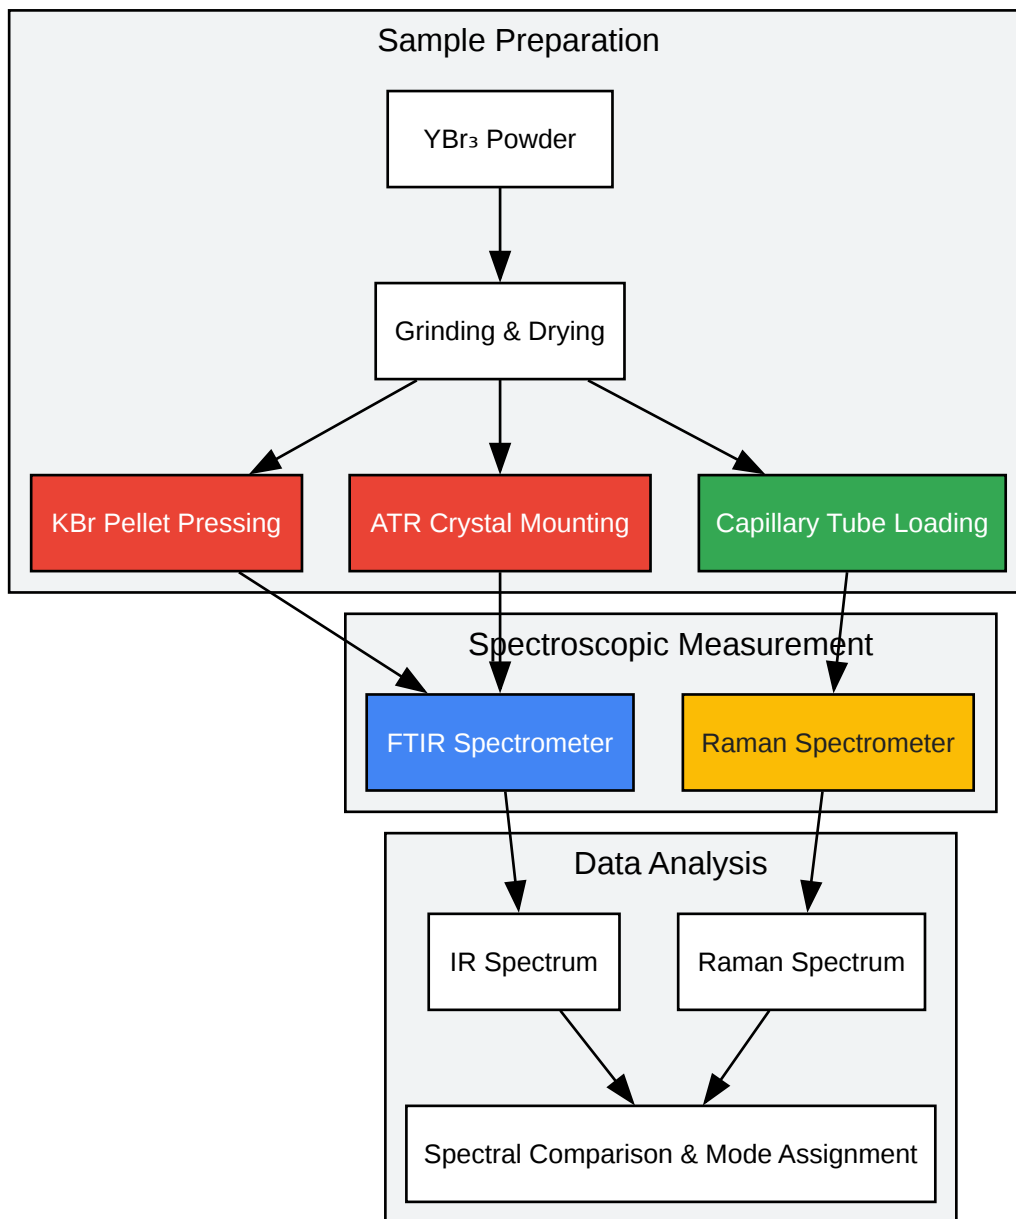 Sample Preparation
YBr₃ Powder
Grinding & Drying
KBr Pellet Pressing
ATR Crystal Mounting
Capillary Tube Loading
Spectroscopic Measurement
FTIR Spectrometer
Raman Spectrometer
Data Analysis
IR Spectrum
Raman Spectrum
Spectral Comparison & Mode Assignment